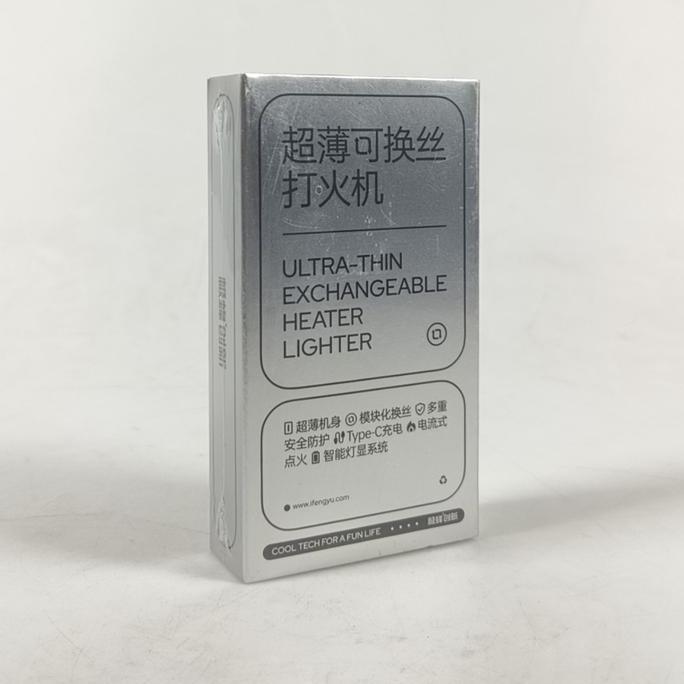 超薄可换丝
打火机
ULTRA-THIN
EXCHANGEABLE
HEATER
LIGHTER
超薄机身 模块化换丝 多重
安全防护 Type-C充电 电流式
点火 智能灯显系统
www.ifengyu.com
COOL TECH FOR A FUN LIFE